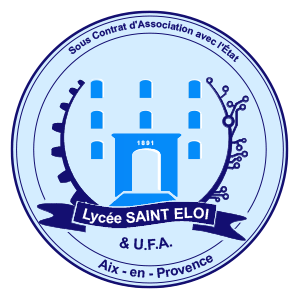 Sous Contrat d'Association avec l'État
1891
Lycée SAINT ELOI
& U.F.A.
Aix - en - Provence